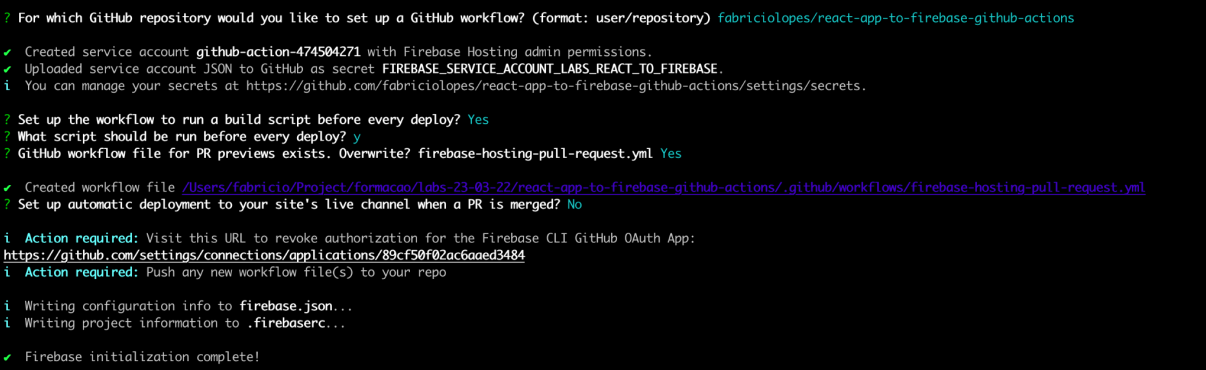 ? For which GitHub repository would you like to set up a GitHub workflow? (format: user/repository) fabriciolopes/react-app-to-firebase-github-actions
✔ Created service account github-action-474504271 with Firebase Hosting admin permissions.
✔ Uploaded service account JSON to GitHub as secret FIREBASE_SERVICE_ACCOUNT_LABS_REACT_TO_FIREBASE.
i You can manage your secrets at https://github.com/fabriciolopes/react-app-to-firebase-github-actions/settings/secrets.
? Set up the workflow to run a build script before every deploy? Yes
? What script should be run before every deploy? y
? GitHub workflow file for PR previews exists. Overwrite? firebase-hosting-pull-request.yml Yes
✔ Created workflow file /Users/fabricio/Project/formacao/labs-23-03-22/react-app-to-firebase-github-actions/.github/workflows/firebase-hosting-pull-request.yml
? Set up automatic deployment to your site's live channel when a PR is merged? No
i Action required: Visit this URL to revoke authorization for the Firebase CLI GitHub OAuth App:
https://github.com/settings/connections/applications/89cf50f02ac6aaed3484
i Action required: Push any new workflow file(s) to your repo
i Writing configuration info to firebase.json...
i Writing project information to .firebaserc...
✔ Firebase initialization complete!